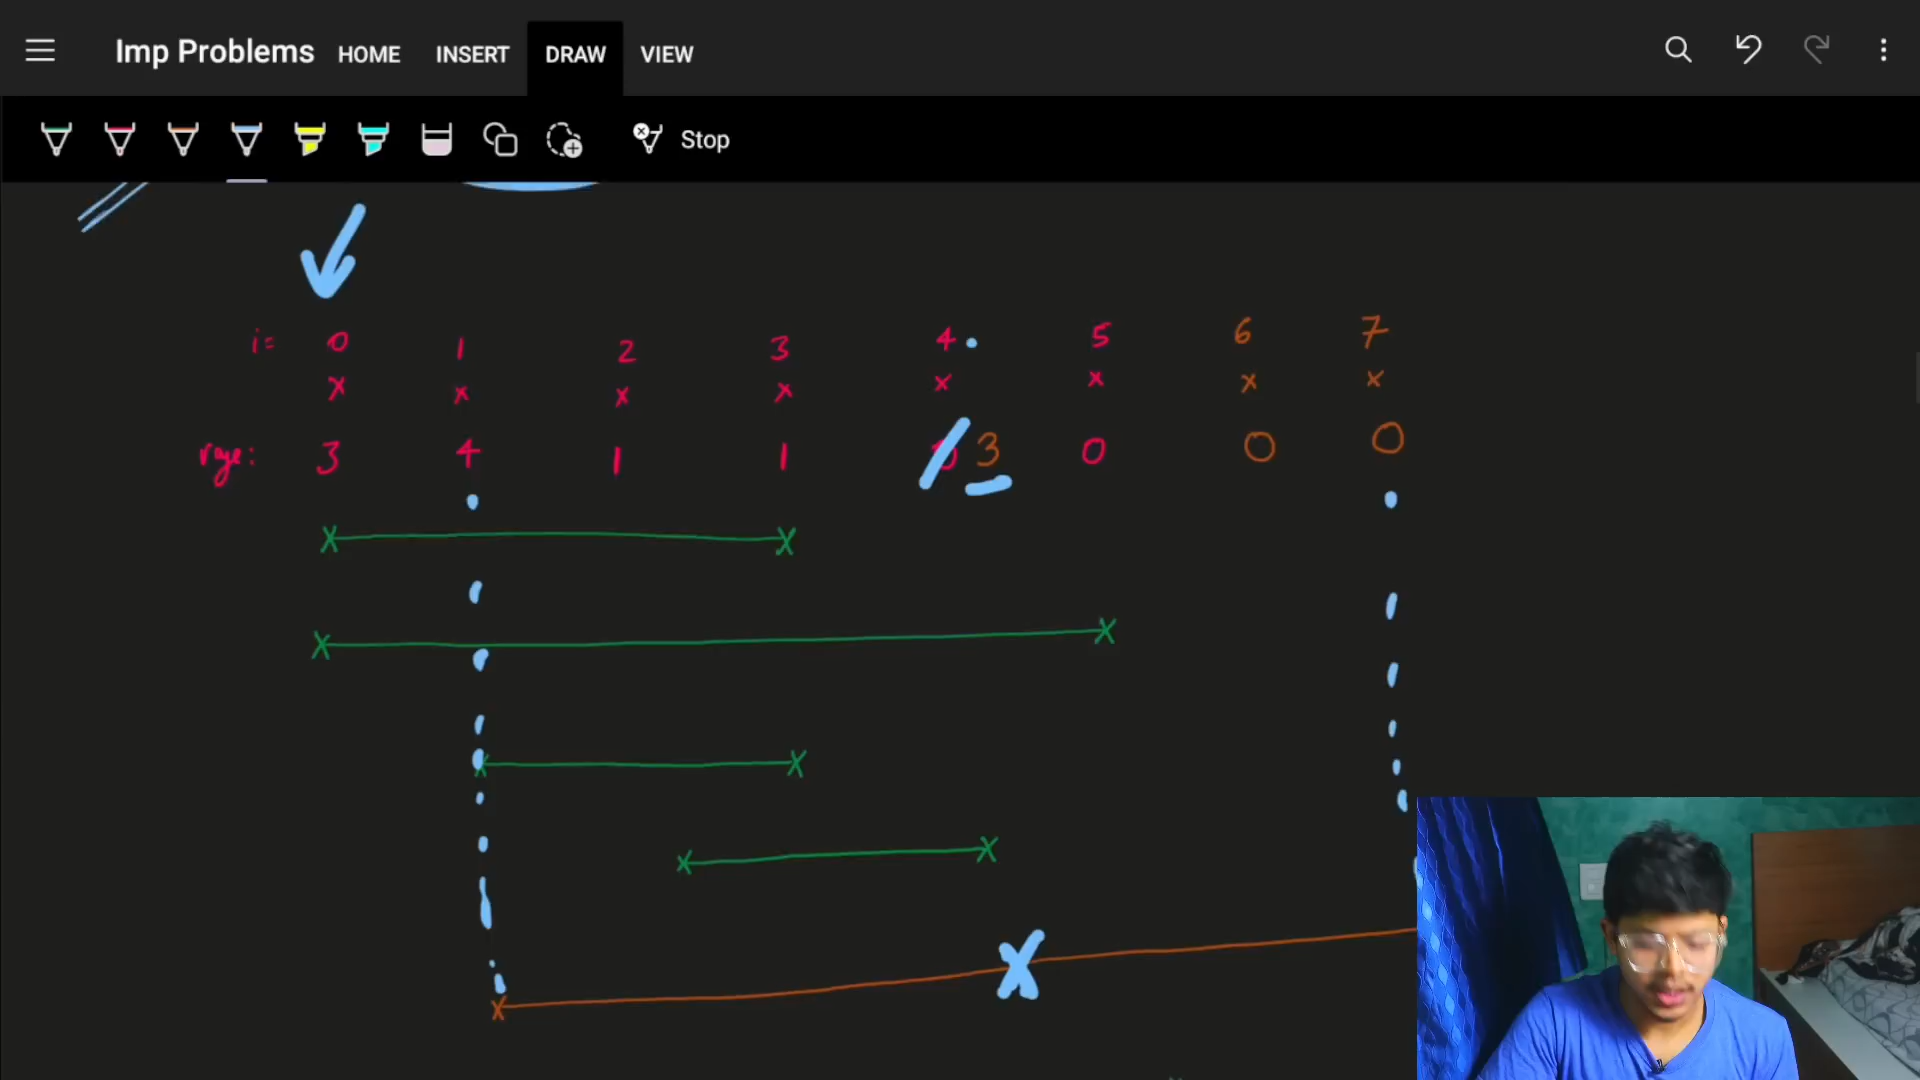 Imp Problems HOME INSERT DRAW VIEW
Stop
i= 0 1 2 3 4 5 6 7
x x x x x x x x
3 4 1 1 3 0 0 0
x x
x x
x x
x x
x x